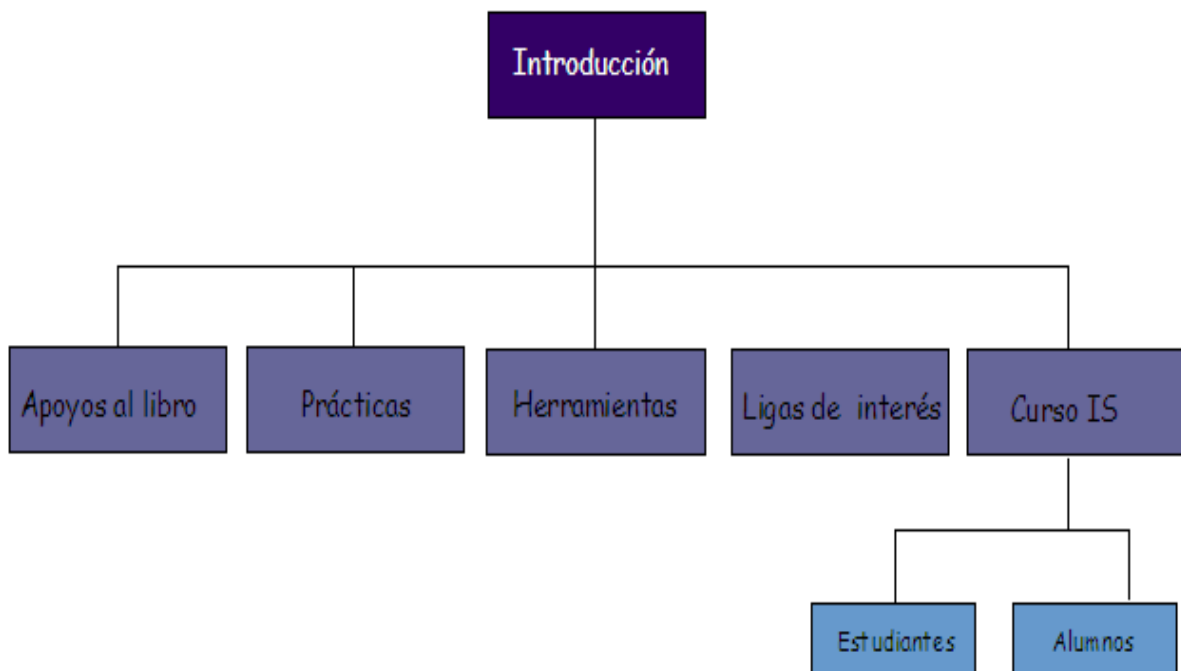 Introducción
Apoyos al libro
Prácticas
Herramientas
Ligas de interés
Curso IS
Estudiantes
Alumnos